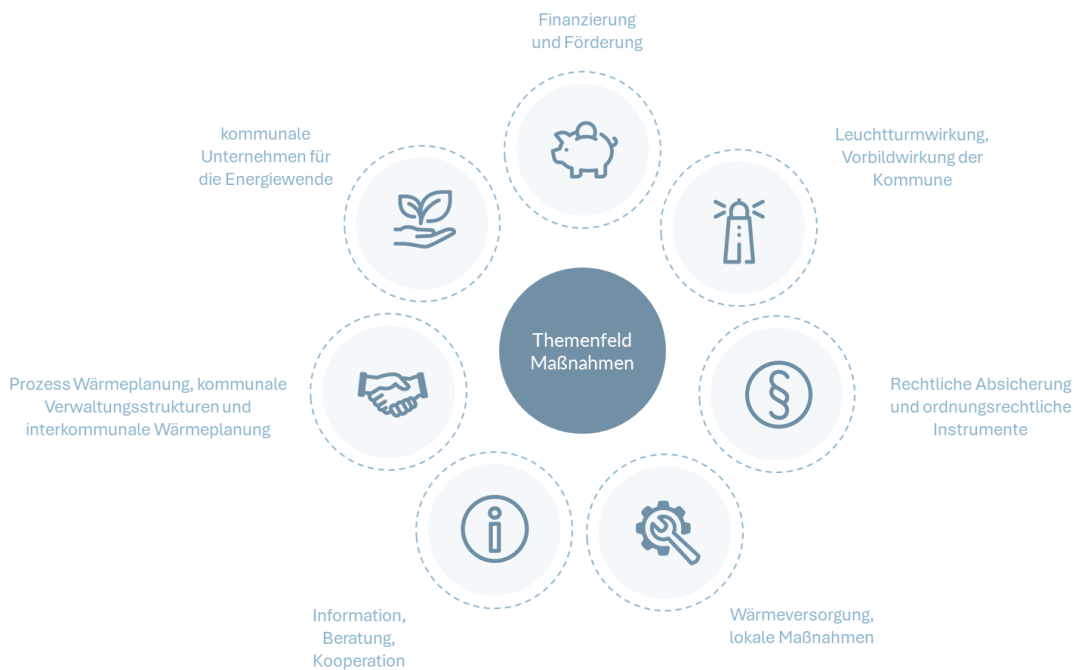 Finanzierung
und Förderung
kommunale
Unternehmen für
die Energiewende
Leuchtturmwirkung,
Vorbildwirkung der
Kommune
Themenfeld
Maßnahmen
Prozess Wärmeplanung, kommunale
Verwaltungsstrukturen und
interkommunale Wärmeplanung
§
Rechtliche Absicherung
und ordnungsrechtliche
Instrumente
i
Information,
Beratung,
Kooperation
Wärmeversorgung,
lokale Maßnahmen